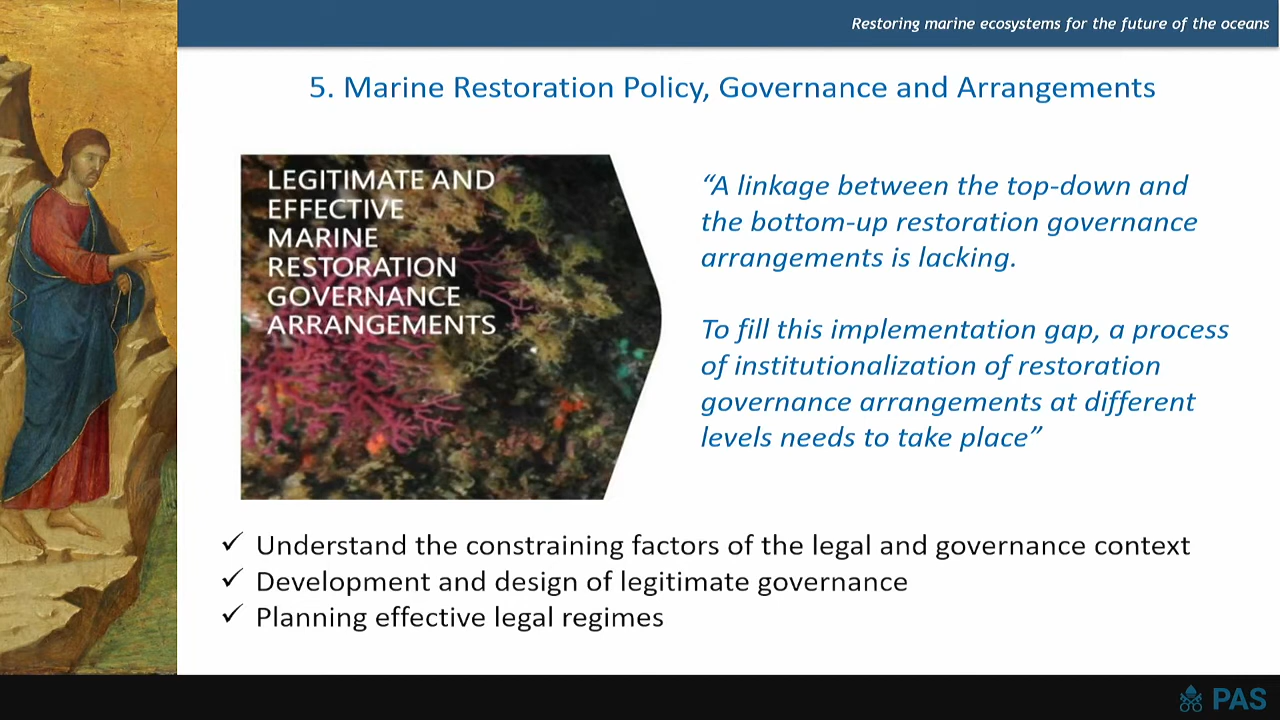 Restoring marine ecosystems for the future of the oceans
5. Marine Restoration Policy, Governance and Arrangements
LEGITIMATE AND
EFFECTIVE
MARINE
RESTORATION
GOVERNANCE
ARRANGEMENTS
“A linkage between the top-down and
the bottom-up restoration governance
arrangements is lacking.
To fill this implementation gap, a process
of institutionalization of restoration
governance arrangements at different
levels needs to take place”
✓ Understand the constraining factors of the legal and governance context
✓ Development and design of legitimate governance
✓ Planning effective legal regimes
PAS